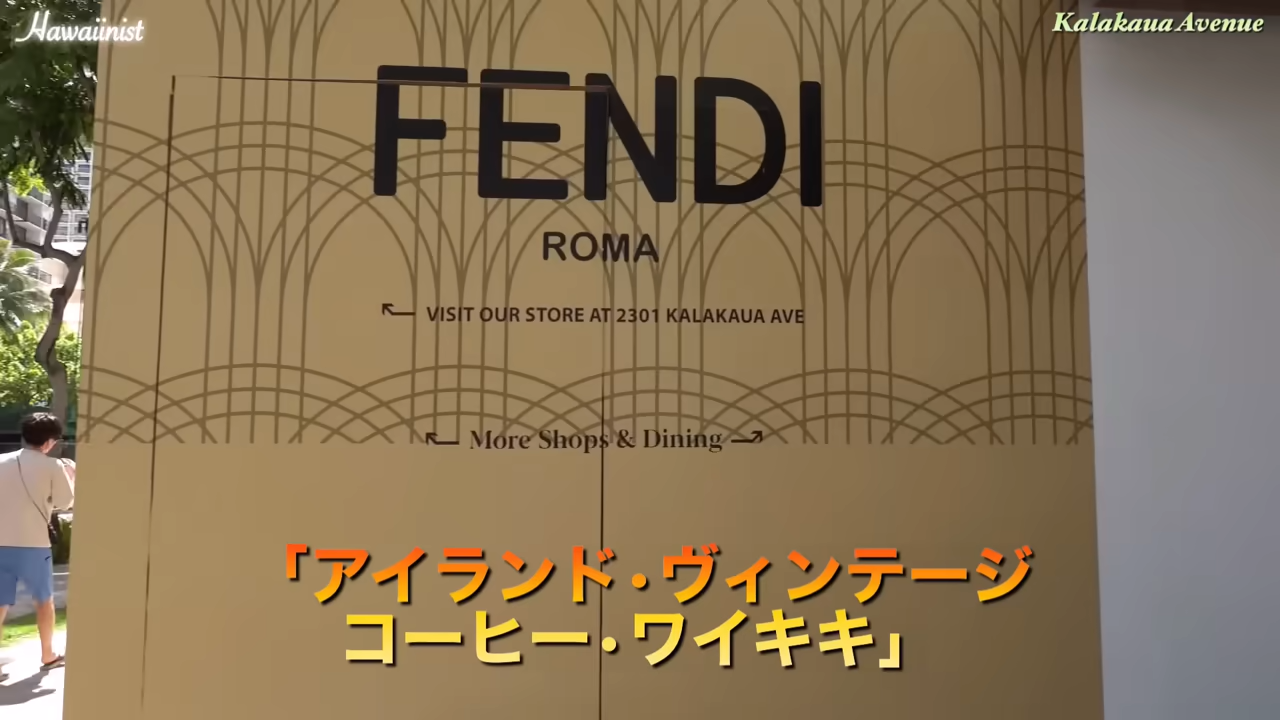 Hawaiinist
Kalakaua Avenue
FENDI
ROMA
↖ VISIT OUR STORE AT 2301 KALAKAUA AVE
↖ More Shops & Dining ↗
「アイランド・ヴィンテージ
コーヒー・ワイキキ」